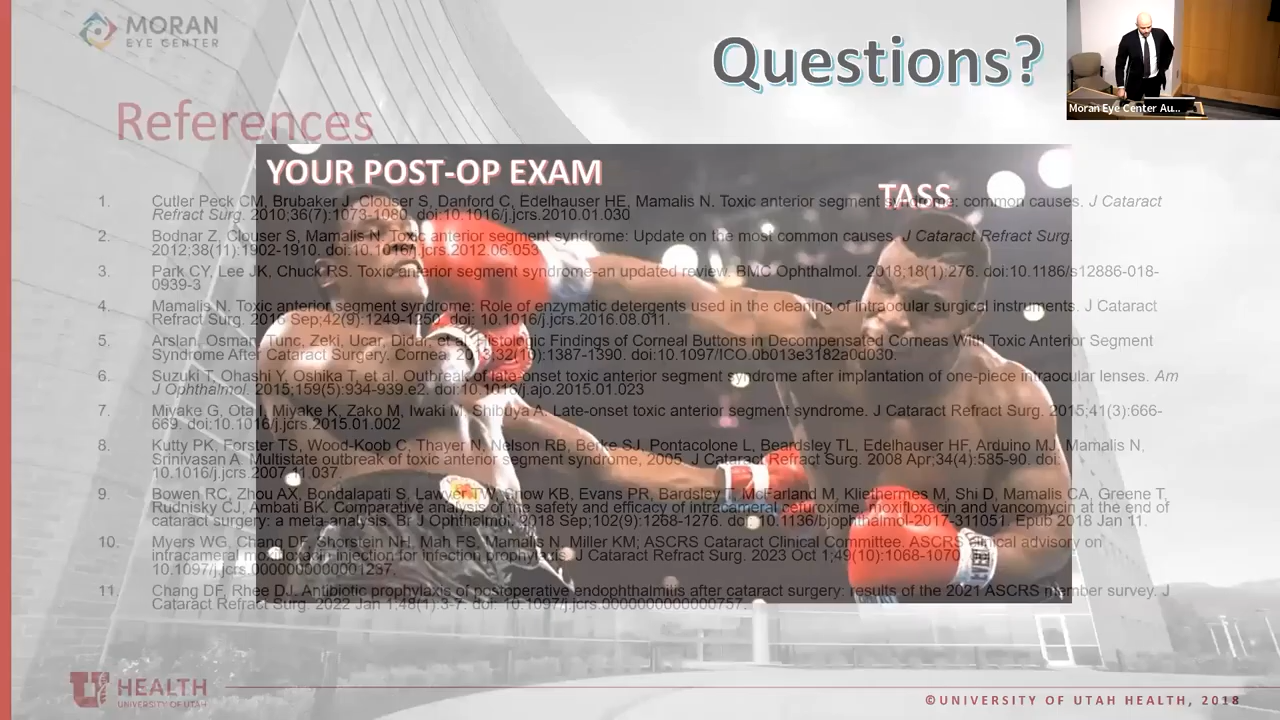 MORAN
EYE CENTER
Questions?
Moran Eye Center Au...
References
YOUR POST-OP EXAM
TASS
1. Cutler Peck CM, Brubaker J, Clouser S, Danford C, Edelhauser HE, Mamalis N. Toxic anterior segment syndrome: common causes. J Cataract
Refract Surg. 2010;36(7):1073-1080. doi:10.1016/j.jcrs.2010.01.030
2. Bodnar Z, Clouser S, Mamalis N. Toxic anterior segment syndrome: Update on the most common causes. J Cataract Refract Surg.
2012;38(11):1902-1910. doi:10.1016/j.jcrs.2012.06.053
3. Park CY, Lee JK, Chuck RS. Toxic anterior segment syndrome-an updated review. BMC Ophthalmol. 2018;18(1):276. doi:10.1186/s12886-018-
0939-3
4. Mamalis N. Toxic anterior segment syndrome: Role of enzymatic detergents used in the cleaning of intraocular surgical instruments. J Cataract
Refract Surg. 2016 Sep;42(9):1249-1250. doi: 10.1016/j.jcrs.2016.08.011.
5. Arslan, Osman, Tunc, Zeki, Ucar, Didar, et al. Histologic Findings of Corneal Buttons in Decompensated Corneas With Toxic Anterior Segment
Syndrome After Cataract Surgery. Cornea. 2013;32(10):1387-1390. doi:10.1097/ICO.0b013e3182a0d030.
6. Suzuki T, Ohashi Y, Oshika T, et al. Outbreak of late-onset toxic anterior segment syndrome after implantation of one-piece intraocular lenses. Am
J Ophthalmol. 2015;159(5):934-939.e2. doi:10.1016/j.ajo.2015.01.023
7. Miyake G, Ota I, Miyake K, Zako M, Iwaki M, Shibuya A. Late-onset toxic anterior segment syndrome. J Cataract Refract Surg. 2015;41(3):666-
669. doi:10.1016/j.jcrs.2015.01.002
8. Kutty PK, Forster TS, Wood-Koob C, Thayer N, Nelson RB, Berke SJ, Pontacolone L, Beardsley TL, Edelhauser HF, Arduino MJ, Mamalis N,
Srinivasan A. Multistate outbreak of toxic anterior segment syndrome, 2005. J Cataract Refract Surg. 2008 Apr;34(4):585-90. doi:
10.1016/j.jcrs.2007.11.037.
9. Bowen RC, Zhou AX, Bondalapati S, Lawyer TW, Snow KB, Evans PR, Bardsley T, McFarland M, Kliethermes M, Shi D, Mamalis CA, Greene T,
Rudnisky CJ, Ambati BK. Comparative analysis of the safety and efficacy of intracameral cefuroxime, moxifloxacin and vancomycin at the end of
cataract surgery: a meta-analysis. Br J Ophthalmol. 2018 Sep;102(9):1268-1276. Epub 2018 Jan 11.
10. Myers WG, Chang DF, Mah FS, Mamalis N, Miller KM; ASCRS Cataract Clinical Committee. ASCRS clinical advisory on
intracameral injection for infection prophylaxis. J Cataract Refract Surg. 2023 Oct 1;49(10):1068-1070.
11. Chang DF, Rhee DJ. Antibiotic prophylaxis of postoperative endophthalmitis after cataract surgery: results of the 2021 ASCRS member survey. J
Cataract Refract Surg. 2022 Jan 1;48(1):3-7. doi: 10.1097/j.jcrs.0000000000000757.
U HEALTH
UNIVERSITY OF UTAH
©UNIVERSITY OF UTAH HEALTH, 2018